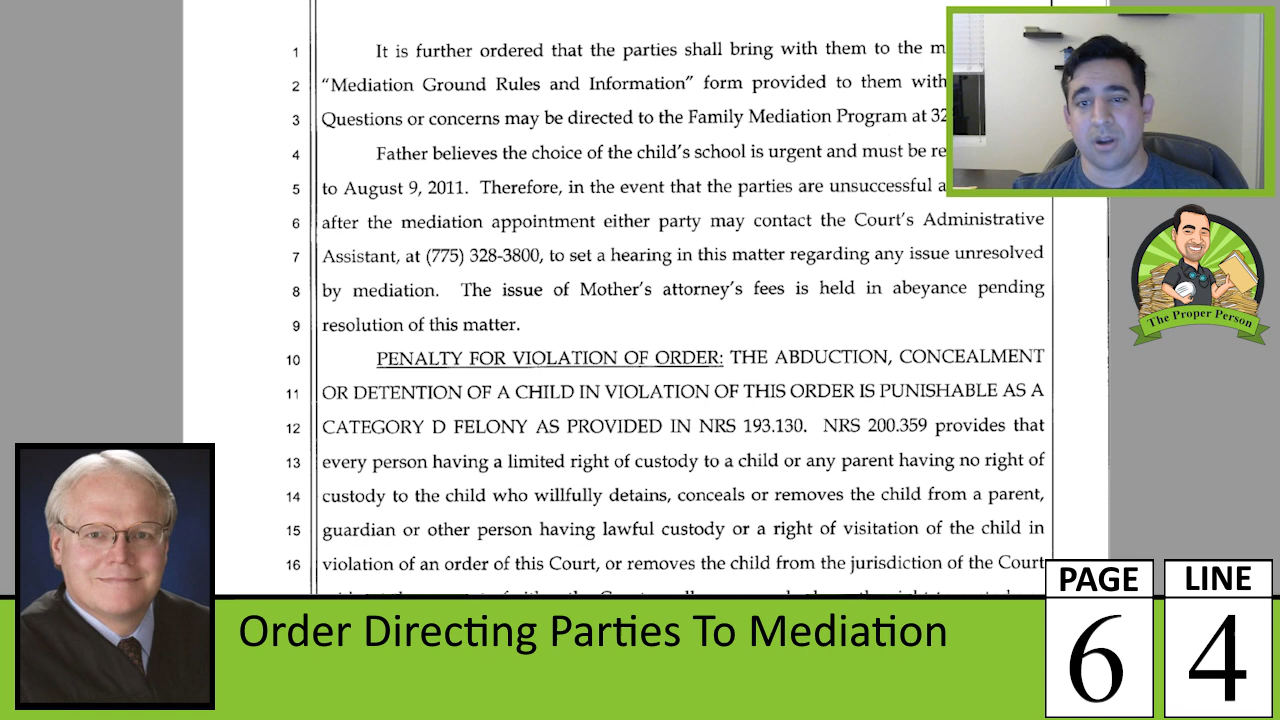 1 It is further ordered that the parties shall bring with them to the
2 “Mediation Ground Rules and Information” form provided to them with
3 Questions or concerns may be directed to the Family Mediation Program at 32
4 Father believes the choice of the child’s school is urgent and must be
5 to August 9, 2011. Therefore, in the event that the parties are unsuccessful
6 after the mediation appointment either party may contact the Court’s Administrative
7 Assistant, at (775) 328-3800, to set a hearing in this matter regarding any issue unresolved
8 by mediation. The issue of Mother’s attorney’s fees is held in abeyance pending
9 resolution of this matter.
10 PENALTY FOR VIOLATION OF ORDER: THE ABDUCTION, CONCEALMENT
11 OR DETENTION OF A CHILD IN VIOLATION OF THIS ORDER IS PUNISHABLE AS A
12 CATEGORY D FELONY AS PROVIDED IN NRS 193.130. NRS 200.359 provides that
13 every person having a limited right of custody to a child or any parent having no right of
14 custody to the child who willfully detains, conceals or removes the child from a parent,
15 guardian or other person having lawful custody or a right of visitation of the child in
16 violation of an order of this Court, or removes the child from the jurisdiction of the Court
The Proper Person
Order Directing Parties To Mediation
PAGE
6
LINE
4